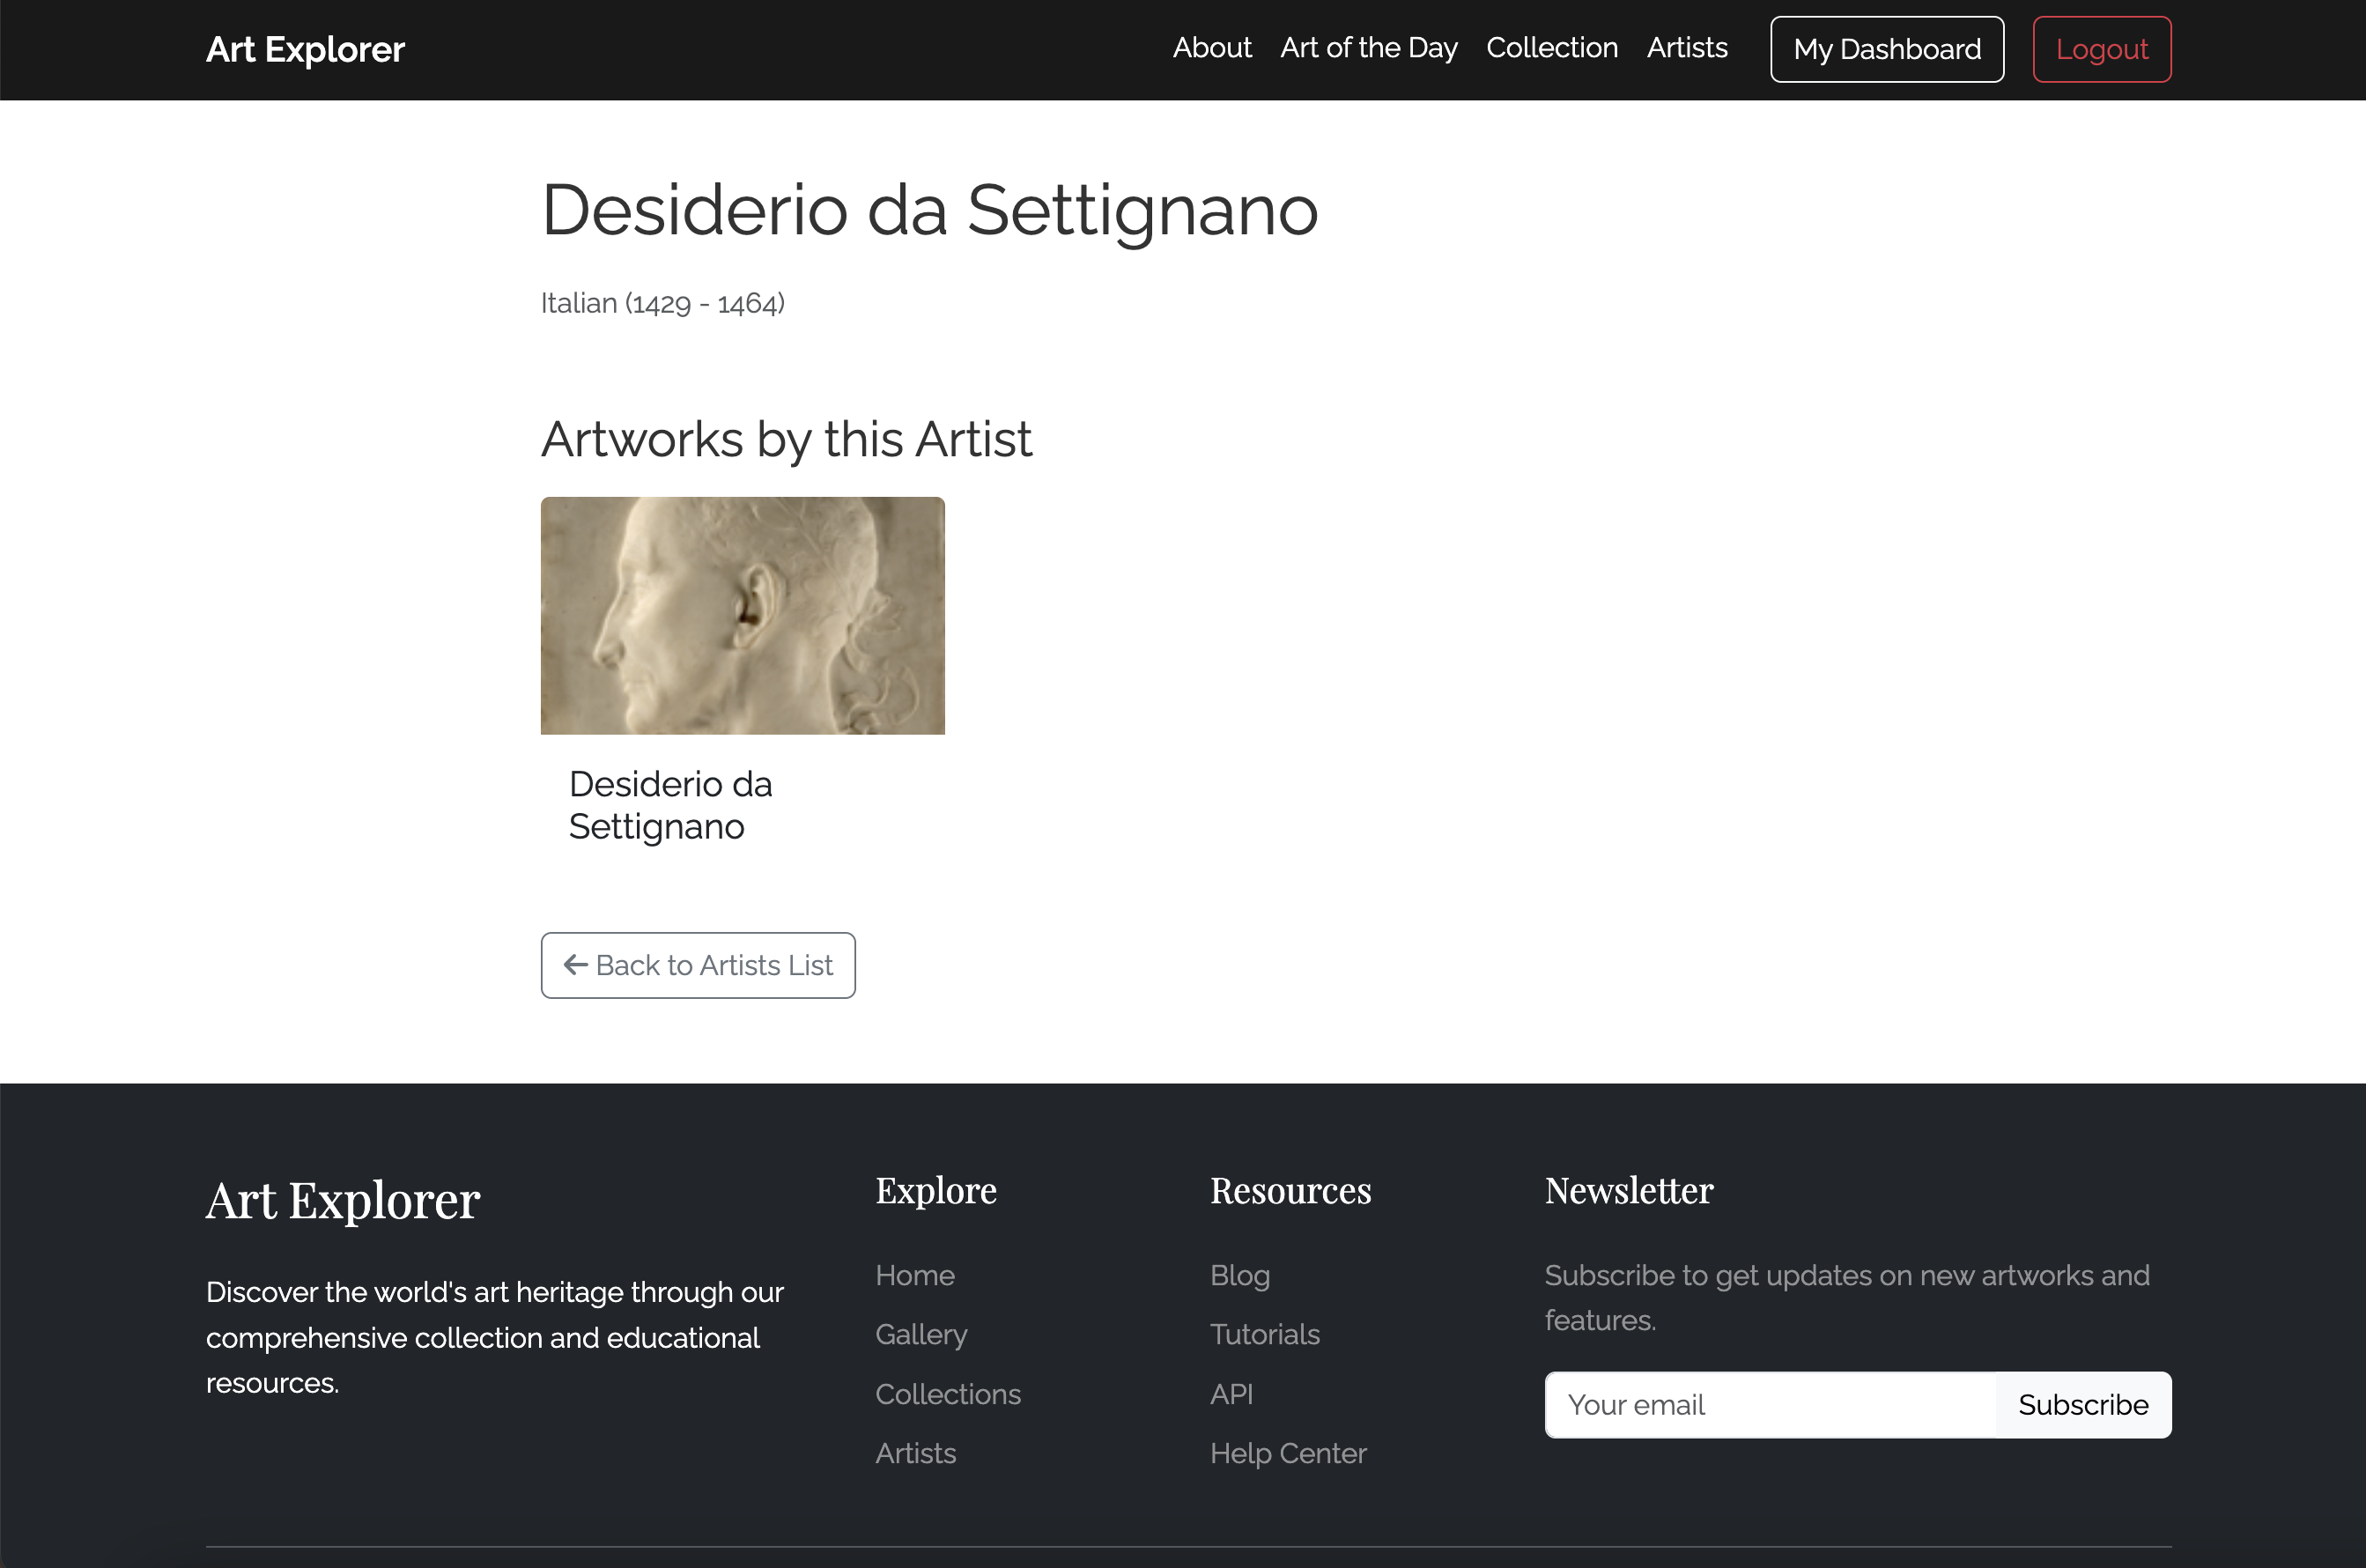 Art Explorer
About
Art of the Day
Collection
Artists
My Dashboard
Logout
Desiderio da Settignano
Italian (1429 - 1464)
Artworks by this Artist
Desiderio da
Settignano
Back to Artists List
Art Explorer
Discover the world's art heritage through our
comprehensive collection and educational
resources.
Explore
Home
Gallery
Collections
Artists
Resources
Blog
Tutorials
API
Help Center
Newsletter
Subscribe to get updates on new artworks and
features.
Your email
Subscribe